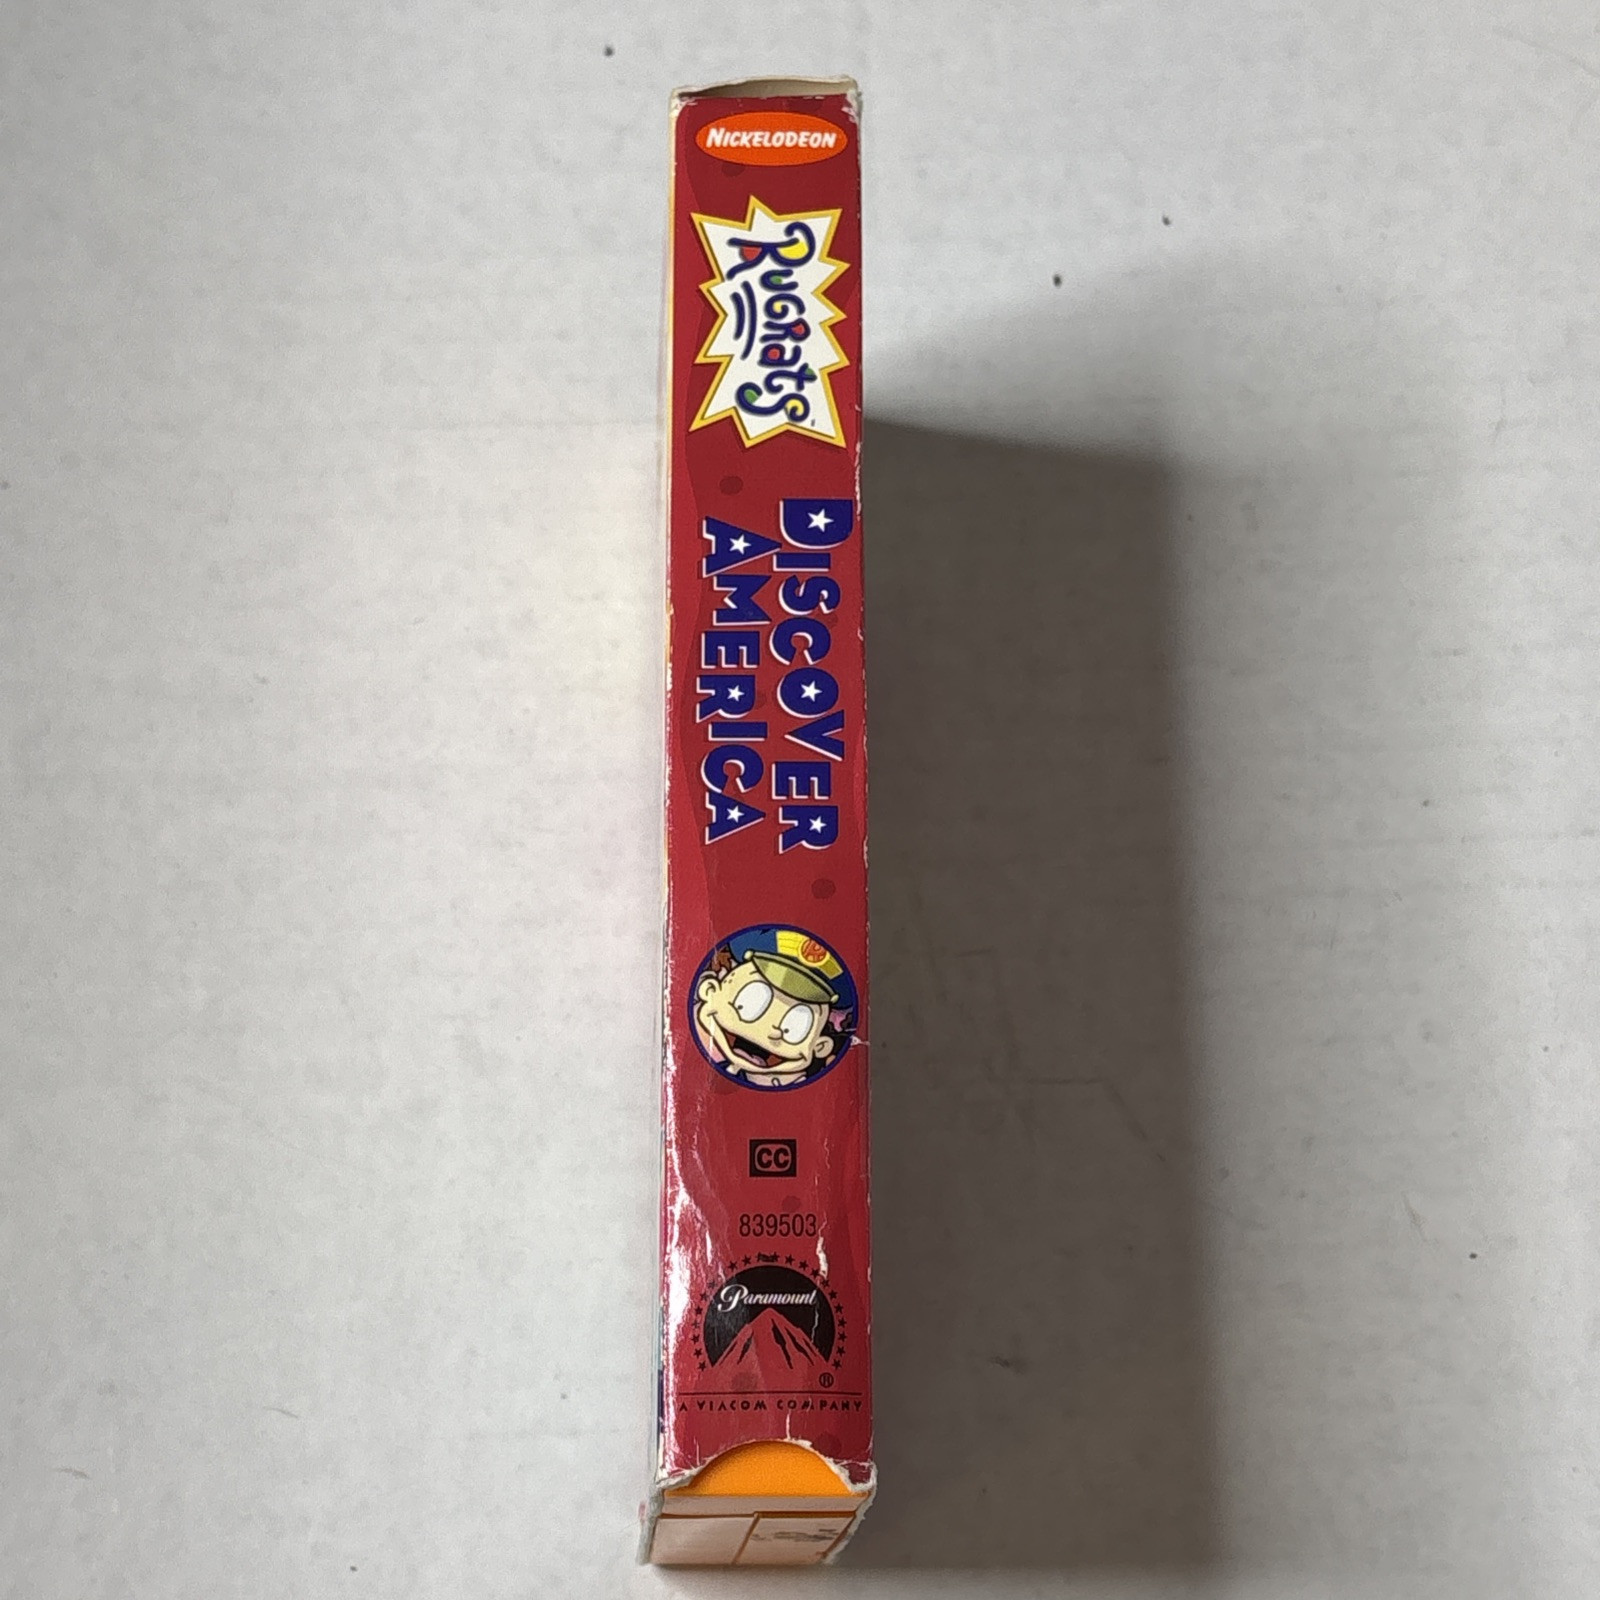 NICKELODEON
RUGRATS
DISCOVER
AMERICA
CC
839503
Paramount
®
A VIACOM COMPANY